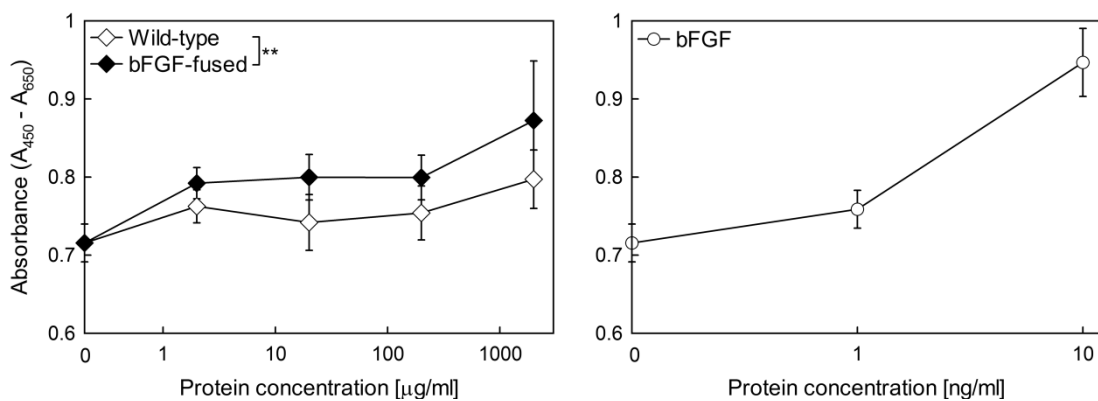 1
0.9
0.8
0.7
0.6
Absorbance (A450 - A650)
Wild-type
bFGF-fused
**
0 1 10 100 1000
Protein concentration [μg/ml]
1
0.9
0.8
0.7
0.6
bFGF
0 1 10
Protein concentration [ng/ml]